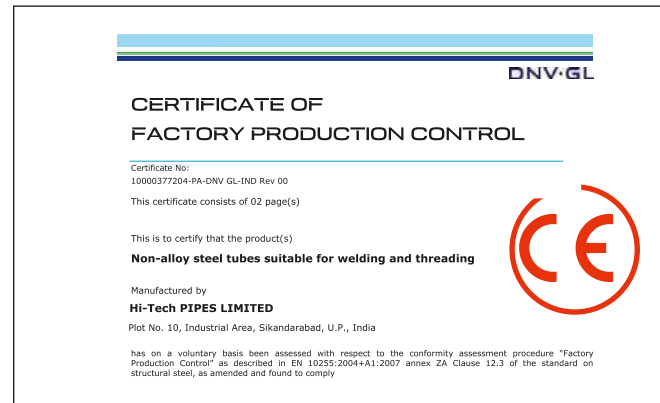 DNV·GL
CERTIFICATE OF
FACTORY PRODUCTION CONTROL
Certificate No:
10000377204-PA-DNV GL-IND Rev 00
This certificate consists of 02 page(s)
This is to certify that the product(s)
Non-alloy steel tubes suitable for welding and threading
Manufactured by
Hi-Tech PIPES LIMITED
Plot No. 10, Industrial Area, Sikandarabad, U.P., India
has on a voluntary basis been assessed with respect to the conformity assessment procedure “Factory
Production Control” as described in EN 10255:2004+A1:2007 annex ZA Clause 12.3 of the standard on
structural steel, as amended and found to comply
CE